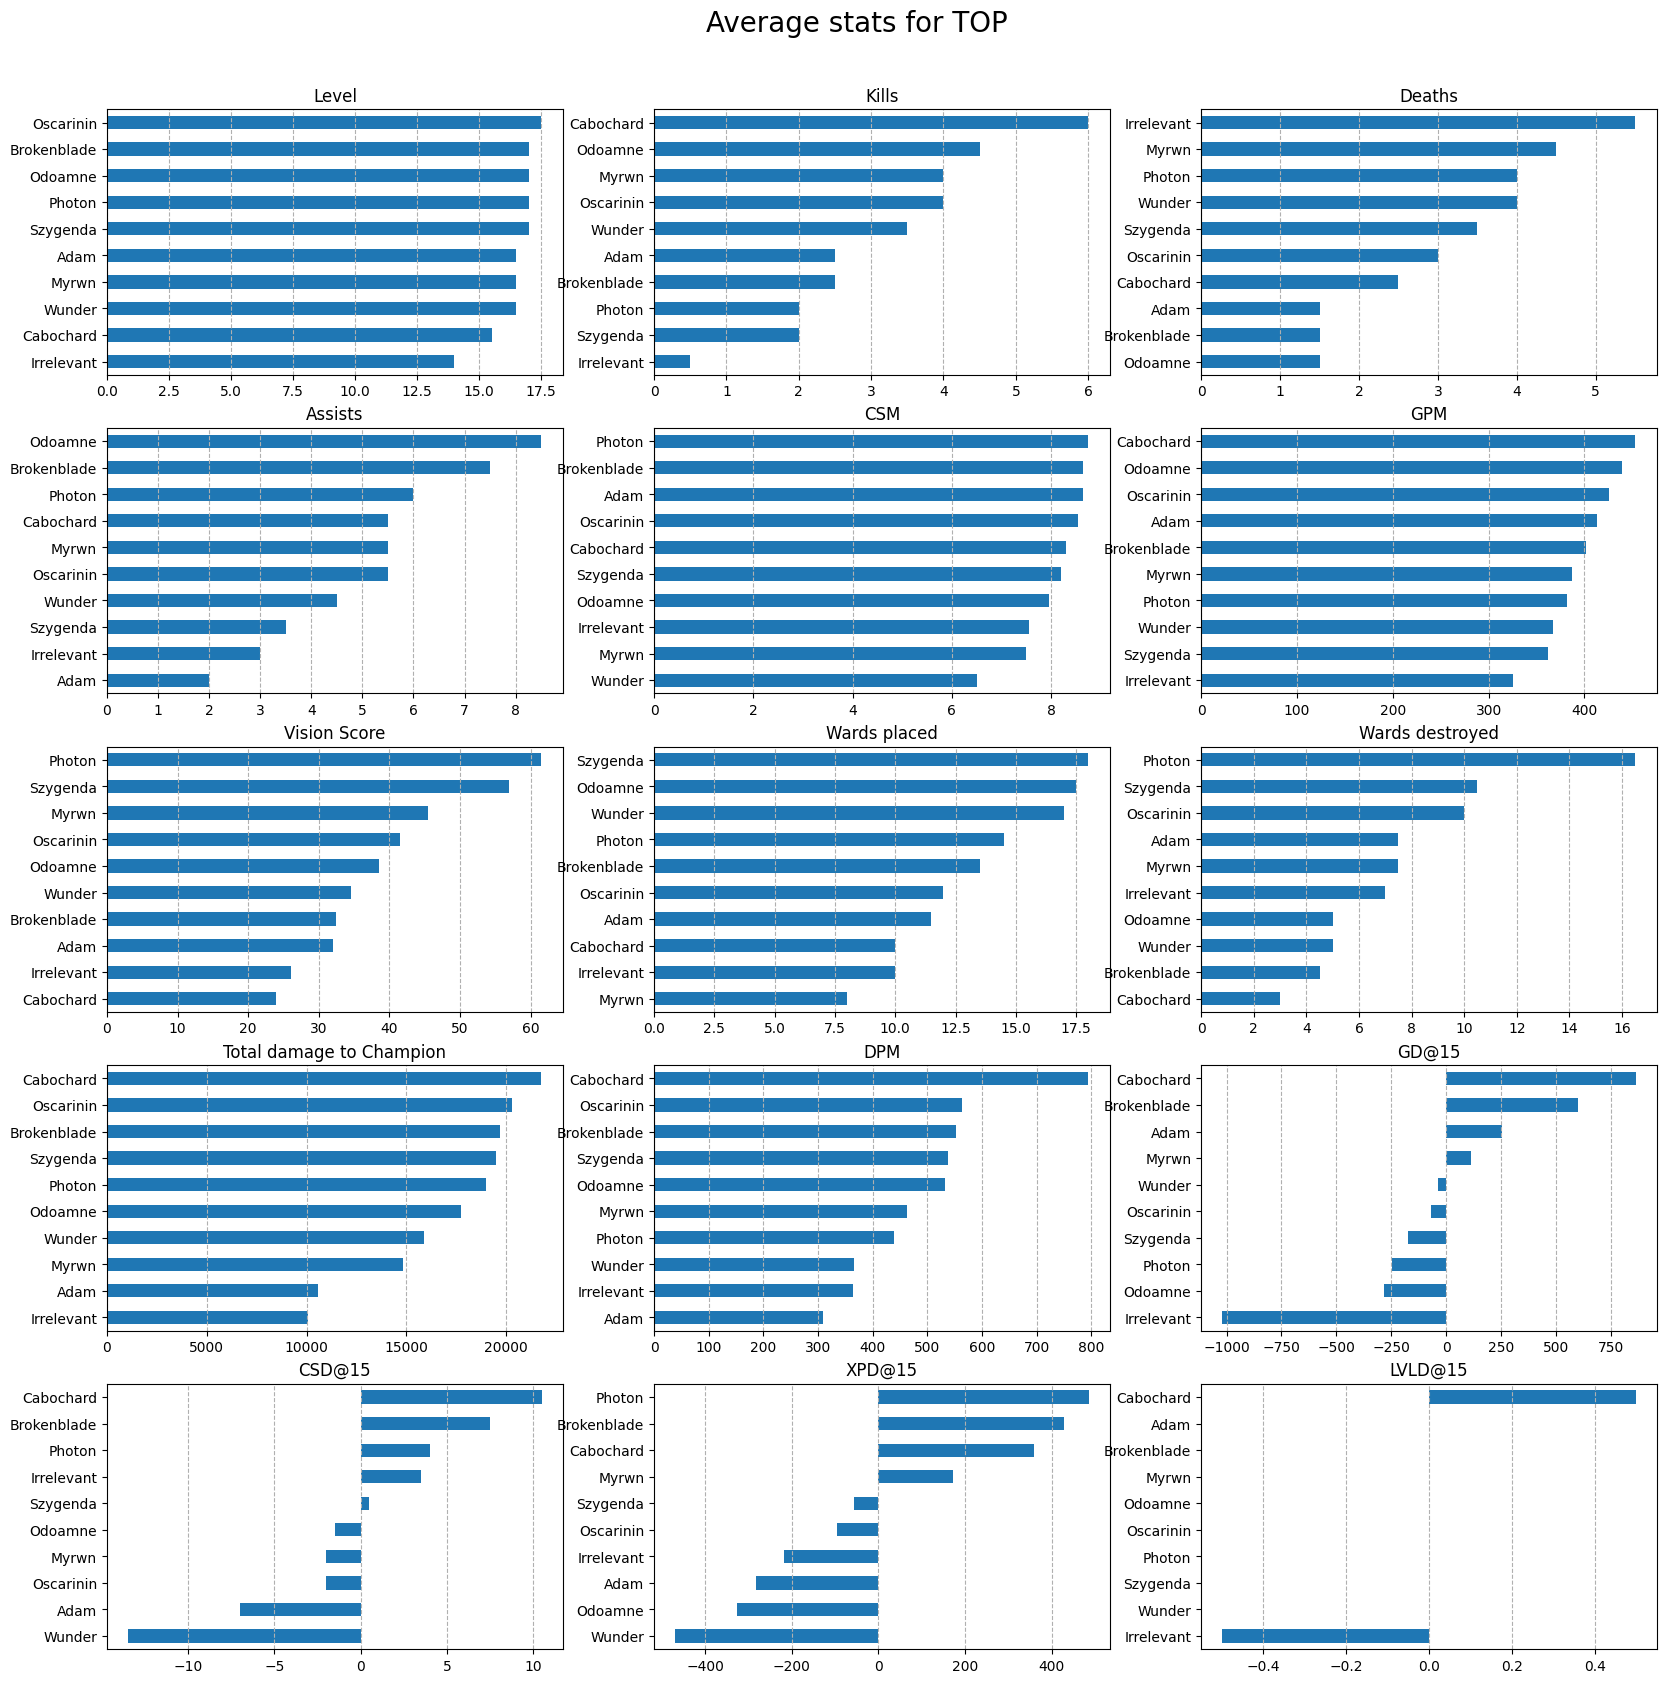 Average stats for TOP
Level
Oscarinin
Brokenblade
Odoamne
Photon
Szygenda
Adam
Myrwn
Wunder
Cabochard
Irrelevant
0.0 2.5 5.0 7.5 10.0 12.5 15.0 17.5
Kills
Cabochard
Odoamne
Myrwn
Oscarinin
Wunder
Adam
Brokenblade
Photon
Szygenda
Irrelevant
0 1 2 3 4 5 6
Deaths
Irrelevant
Myrwn
Photon
Wunder
Szygenda
Oscarinin
Cabochard
Adam
Brokenblade
Odoamne
0 1 2 3 4 5
Assists
Odoamne
Brokenblade
Photon
Cabochard
Myrwn
Oscarinin
Wunder
Szygenda
Irrelevant
Adam
0 1 2 3 4 5 6 7 8
CSM
Photon
Brokenblade
Adam
Oscarinin
Cabochard
Szygenda
Odoamne
Irrelevant
Myrwn
Wunder
0 2 4 6 8
GPM
Cabochard
Odoamne
Oscarinin
Adam
Brokenblade
Myrwn
Photon
Wunder
Szygenda
Irrelevant
0 100 200 300 400
Vision Score
Photon
Szygenda
Myrwn
Oscarinin
Odoamne
Wunder
Brokenblade
Adam
Irrelevant
Cabochard
0 10 20 30 40 50 60
Wards placed
Szygenda
Odoamne
Wunder
Photon
Brokenblade
Oscarinin
Adam
Cabochard
Irrelevant
Myrwn
0.0 2.5 5.0 7.5 10.0 12.5 15.0 17.5
Wards destroyed
Photon
Szygenda
Oscarinin
Adam
Myrwn
Irrelevant
Odoamne
Wunder
Brokenblade
Cabochard
0 2 4 6 8 10 12 14 16
Total damage to Champion
Cabochard
Oscarinin
Brokenblade
Szygenda
Photon
Odoamne
Wunder
Myrwn
Adam
Irrelevant
0 5000 10000 15000 20000
DPM
Cabochard
Oscarinin
Brokenblade
Szygenda
Odoamne
Myrwn
Photon
Wunder
Irrelevant
Adam
0 100 200 300 400 500 600 700 800
GD@15
Cabochard
Brokenblade
Adam
Myrwn
Wunder
Oscarinin
Szygenda
Photon
Odoamne
Irrelevant
−1000 −750 −500 −250 0 250 500 750
CSD@15
Cabochard
Brokenblade
Photon
Irrelevant
Szygenda
Odoamne
Myrwn
Oscarinin
Adam
Wunder
−10 −5 0 5 10
XPD@15
Photon
Brokenblade
Cabochard
Myrwn
Szygenda
Oscarinin
Irrelevant
Adam
Odoamne
Wunder
−400 −200 0 200 400
LVLD@15
Cabochard
Adam
Brokenblade
Myrwn
Odoamne
Oscarinin
Photon
Szygenda
Wunder
Irrelevant
−0.4 −0.2 0.0 0.2 0.4